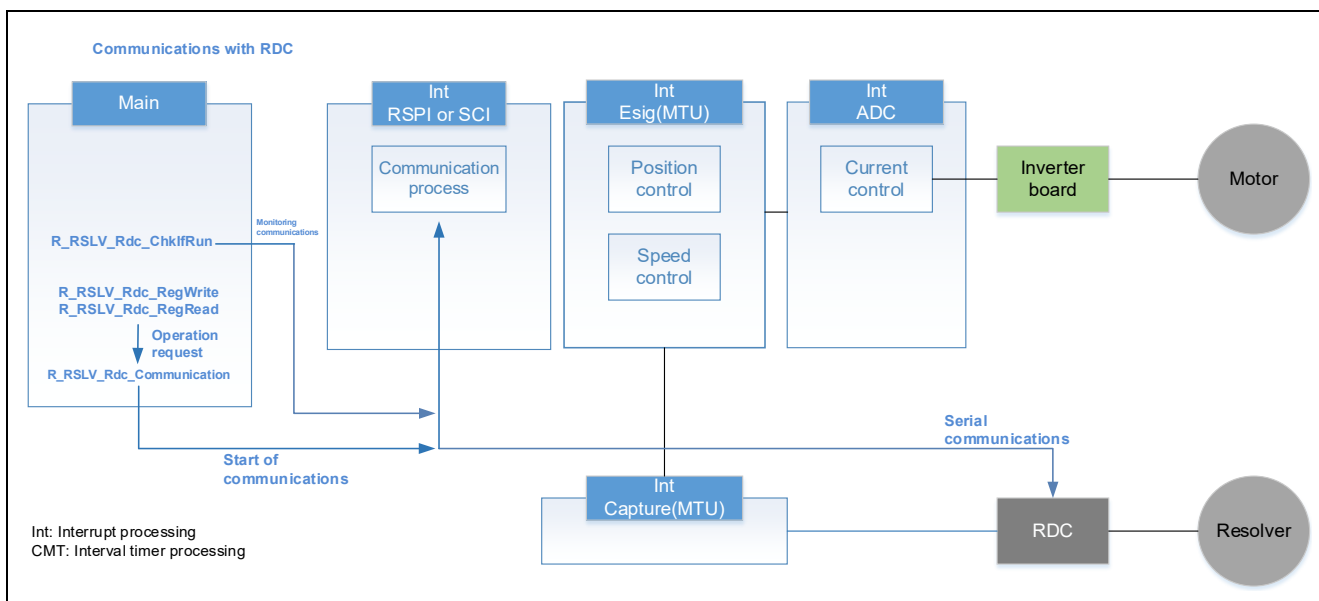 Communications with RDC
Main
Int
RSPI or SCI
Int
Esig(MTU)
Int
ADC
Communication
process
Position
control
Current
control
Inverter
board
Motor
Monitoring
communications
R_RSLV_Rdc_ChkIfRun
Speed
control
R_RSLV_Rdc_RegWrite
R_RSLV_Rdc_RegRead
Operation
request
R_RSLV_Rdc_Communication
Serial
communications
Start of
communications
Int
Capture(MTU)
RDC
Resolver
Int: Interrupt processing
CMT: Interval timer processing